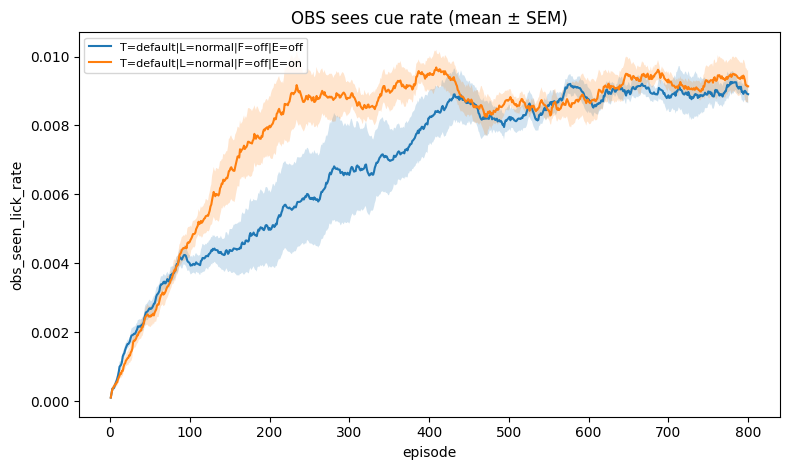 OBS sees cue rate (mean ± SEM)
T=default|L=normal|F=off|E=off
T=default|L=normal|F=off|E=on
obs_seen_lick_rate
0.010
0.008
0.006
0.004
0.002
0.000
0 100 200 300 400 500 600 700 800
episode